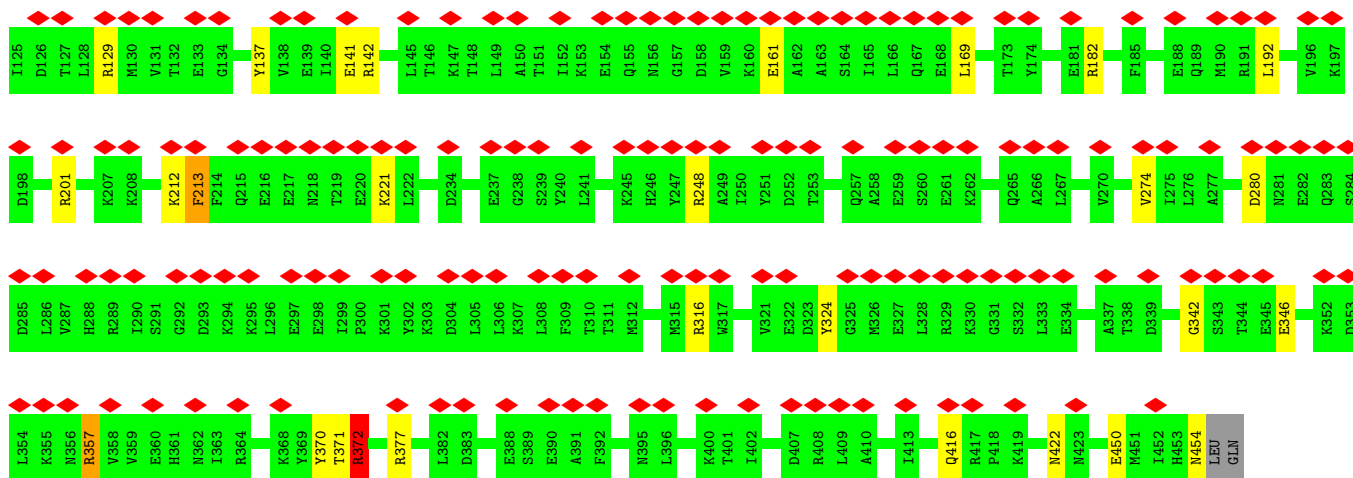 I125 D126 T127 L128 R129 M130 V131 T132 E133 G134 Y137 V138 E139 I140 E141 R142 L145 T146 K147 T148 L149 A150 T151 I152 K153 E154 Q155 N156 G157 D158 V159 K160 E161 A162 A163 S164 I165 L166 Q167 E168 L169 T173 Y174 E181 R182 F185 E188 Q189 M190 R191 L192 V196 K197
D198 R201 K207 K208 K212 F213 F214 Q215 E216 E217 N218 T219 E220 K221 L222 D234 E237 G238 S239 Y240 L241 K245 H246 Y247 R248 A249 I250 Y251 D252 T253 Q257 A258 E259 S260 E261 K262 Q265 A266 L267 V270 V274 I275 L276 A277 D280 N281 E282 Q283 S284
D285 L286 V287 H288 R289 I290 S291 G292 D293 K294 K295 L296 E297 E298 I299 P300 K301 Y302 K303 D304 L305 L306 K307 L308 F309 T310 T311 M312 M315 R316 W317 V321 E322 D323 Y324 G325 M326 E327 L328 R329 K330 G331 S332 L333 E334 A337 T338 D339 G342 S343 T344 E345 E346 K352 D353
L354 K355 N356 R357 V358 V359 E360 H361 N362 I363 R364 K368 Y369 Y370 T371 R372 R377 L382 D383 E388 S389 E390 A391 F392 N395 L396 K400 T401 I402 D407 R408 L409 A410 I413 Q416 R417 P418 K419 N422 N423 E450 M451 I452 H453 N454 LEU GLN